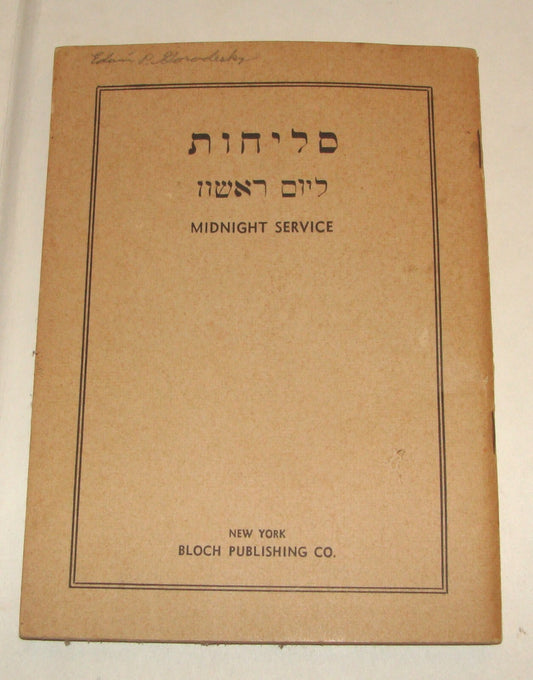 סליחות
ליום ראשון
MIDNIGHT SERVICE
NEW YORK
BLOCH PUBLISHING CO.